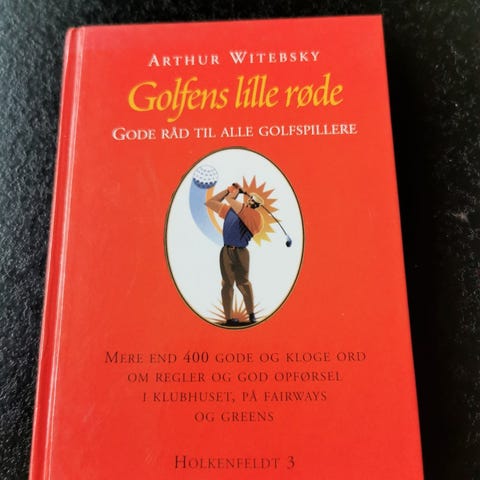 ARTHUR WITEBSKY
Golfens lille røde
GODE RÅD TIL ALLE GOLFSPILLERE
MERE END 400 GODE OG KLOGE ORD
OM REGLER OG GOD OPFØRSEL
I KLUBHUSET, PÅ FAIRWAYS
OG GREENS
HOLKENFELDT 3